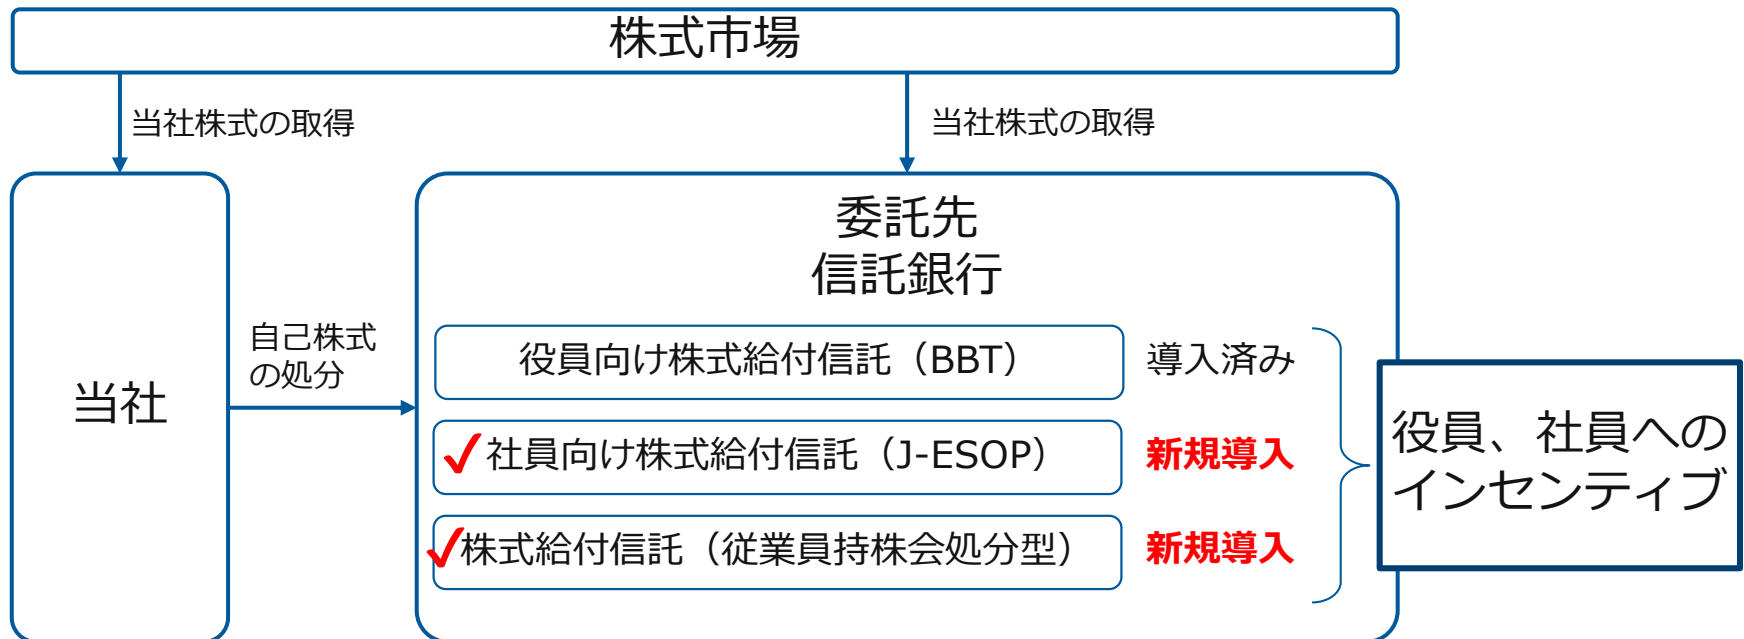 株式市場
当社株式の取得
当社株式の取得
当社
自己株式
の処分
委託先
信託銀行
役員向け株式給付信託（BBT）
導入済み
社員向け株式給付信託（J-ESOP）
新規導入
株式給付信託（従業員持株会処分型）
新規導入
役員、社員への
インセンティブ